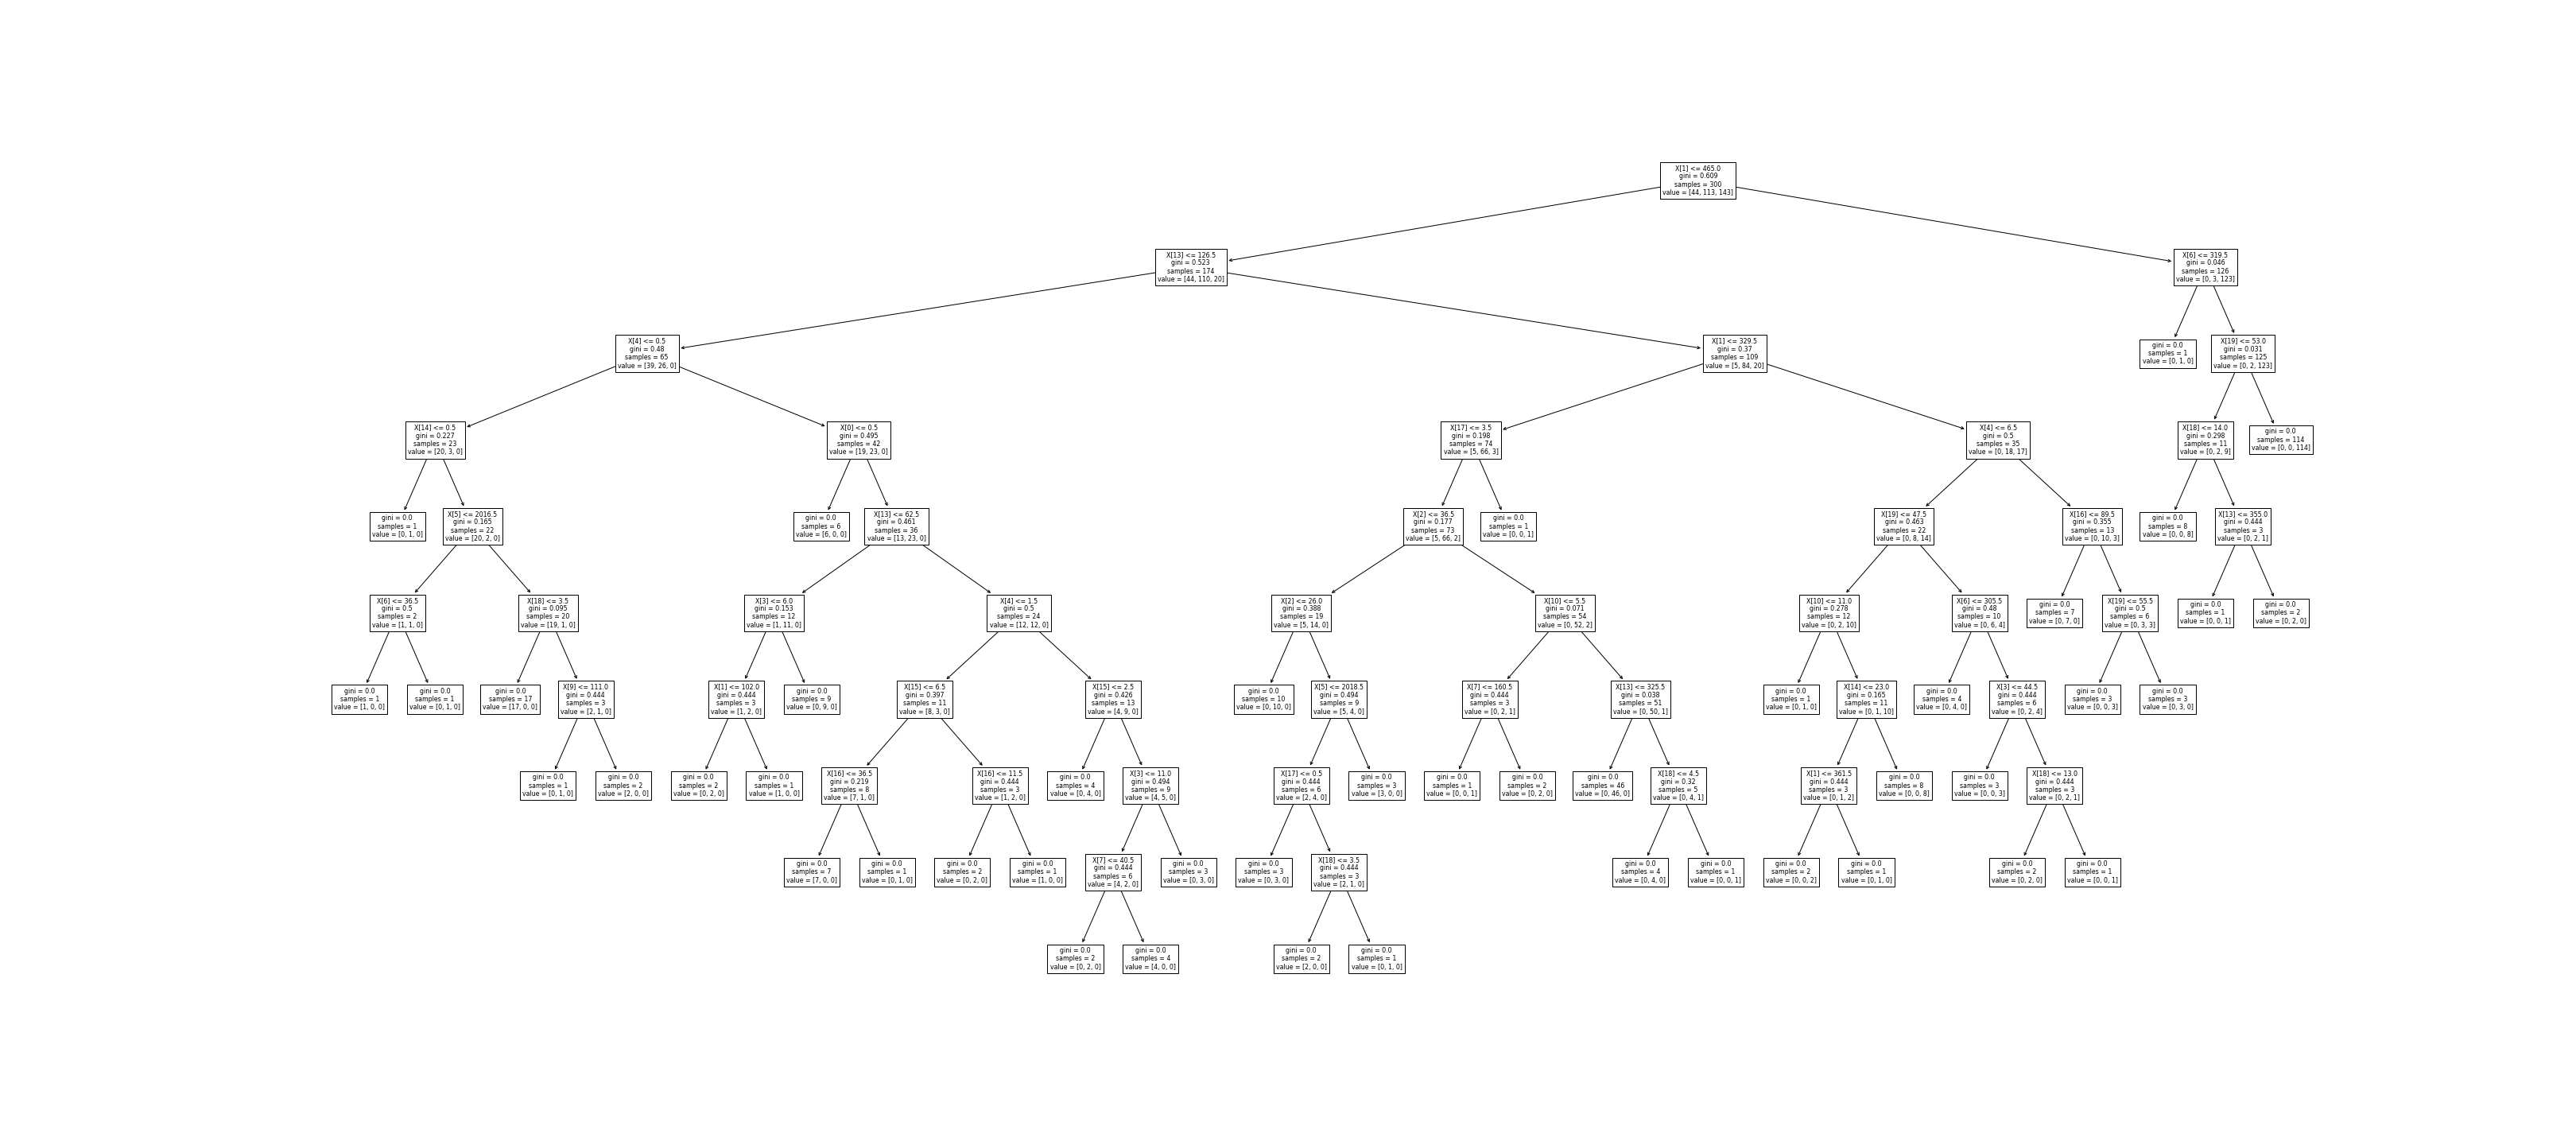 X[1] <= 465.0
gini = 0.609
samples = 300
value = [44, 113, 143]
X[13] <= 126.5
gini = 0.523
samples = 174
value = [44, 110, 20]
X[6] <= 319.5
gini = 0.046
samples = 126
value = [0, 3, 123]
X[4] <= 0.5
gini = 0.48
samples = 65
value = [39, 26, 0]
X[1] <= 329.5
gini = 0.37
samples = 109
value = [5, 84, 20]
gini = 0.0
samples = 1
value = [0, 1, 0]
X[19] <= 53.0
gini = 0.031
samples = 125
value = [0, 2, 123]
X[14] <= 0.5
gini = 0.227
samples = 23
value = [20, 3, 0]
X[0] <= 0.5
gini = 0.495
samples = 42
value = [19, 23, 0]
X[17] <= 3.5
gini = 0.198
samples = 74
value = [5, 66, 3]
X[4] <= 6.5
gini = 0.5
samples = 35
value = [0, 18, 17]
X[18] <= 14.0
gini = 0.298
samples = 11
value = [0, 2, 9]
gini = 0.0
samples = 114
value = [0, 0, 114]
gini = 0.0
samples = 1
value = [0, 1, 0]
X[5] <= 2016.5
gini = 0.165
samples = 22
value = [20, 2, 0]
gini = 0.0
samples = 6
value = [6, 0, 0]
X[13] <= 62.5
gini = 0.461
samples = 36
value = [13, 23, 0]
X[2] <= 36.5
gini = 0.177
samples = 73
value = [5, 66, 2]
gini = 0.0
samples = 1
value = [0, 0, 1]
X[19] <= 47.5
gini = 0.463
samples = 22
value = [0, 8, 14]
X[16] <= 89.5
gini = 0.355
samples = 13
value = [0, 10, 3]
gini = 0.0
samples = 8
value = [0, 0, 8]
X[13] <= 355.0
gini = 0.444
samples = 3
value = [0, 2, 1]
X[6] <= 36.5
gini = 0.5
samples = 2
value = [1, 1, 0]
X[18] <= 3.5
gini = 0.095
samples = 20
value = [19, 1, 0]
X[3] <= 6.0
gini = 0.153
samples = 12
value = [1, 11, 0]
X[4] <= 1.5
gini = 0.5
samples = 24
value = [12, 12, 0]
X[2] <= 26.0
gini = 0.388
samples = 19
value = [5, 14, 0]
X[10] <= 5.5
gini = 0.071
samples = 54
value = [0, 52, 2]
X[10] <= 11.0
gini = 0.278
samples = 12
value = [0, 2, 10]
X[6] <= 305.5
gini = 0.48
samples = 10
value = [0, 6, 4]
gini = 0.0
samples = 7
value = [0, 7, 0]
X[19] <= 55.5
gini = 0.5
samples = 6
value = [0, 3, 3]
gini = 0.0
samples = 1
value = [0, 0, 1]
gini = 0.0
samples = 2
value = [0, 2, 0]
gini = 0.0
samples = 1
value = [1, 0, 0]
gini = 0.0
samples = 1
value = [0, 1, 0]
gini = 0.0
samples = 17
value = [17, 0, 0]
X[9] <= 111.0
gini = 0.444
samples = 3
value = [2, 1, 0]
X[1] <= 102.0
gini = 0.444
samples = 3
value = [1, 2, 0]
gini = 0.0
samples = 9
value = [0, 9, 0]
X[15] <= 6.5
gini = 0.397
samples = 11
value = [8, 3, 0]
X[15] <= 2.5
gini = 0.426
samples = 13
value = [4, 9, 0]
gini = 0.0
samples = 10
value = [0, 10, 0]
X[5] <= 2018.5
gini = 0.494
samples = 9
value = [5, 4, 0]
X[7] <= 160.5
gini = 0.444
samples = 3
value = [0, 2, 1]
X[13] <= 325.5
gini = 0.038
samples = 51
value = [0, 50, 1]
gini = 0.0
samples = 1
value = [0, 1, 0]
X[14] <= 23.0
gini = 0.165
samples = 11
value = [0, 1, 10]
gini = 0.0
samples = 4
value = [0, 4, 0]
X[3] <= 44.5
gini = 0.444
samples = 6
value = [0, 2, 4]
gini = 0.0
samples = 3
value = [0, 0, 3]
gini = 0.0
samples = 3
value = [0, 3, 0]
gini = 0.0
samples = 1
value = [0, 1, 0]
gini = 0.0
samples = 2
value = [2, 0, 0]
gini = 0.0
samples = 2
value = [0, 2, 0]
gini = 0.0
samples = 1
value = [1, 0, 0]
X[16] <= 36.5
gini = 0.219
samples = 8
value = [7, 1, 0]
X[16] <= 11.5
gini = 0.444
samples = 3
value = [1, 2, 0]
gini = 0.0
samples = 4
value = [0, 4, 0]
X[3] <= 11.0
gini = 0.494
samples = 9
value = [4, 5, 0]
X[17] <= 0.5
gini = 0.444
samples = 6
value = [2, 4, 0]
gini = 0.0
samples = 3
value = [3, 0, 0]
gini = 0.0
samples = 1
value = [0, 0, 1]
gini = 0.0
samples = 2
value = [0, 2, 0]
gini = 0.0
samples = 46
value = [0, 46, 0]
X[18] <= 4.5
gini = 0.32
samples = 5
value = [0, 4, 1]
X[1] <= 361.5
gini = 0.444
samples = 3
value = [0, 1, 2]
gini = 0.0
samples = 8
value = [0, 0, 8]
gini = 0.0
samples = 3
value = [0, 0, 3]
X[18] <= 13.0
gini = 0.444
samples = 3
value = [0, 2, 1]
gini = 0.0
samples = 7
value = [7, 0, 0]
gini = 0.0
samples = 1
value = [0, 1, 0]
gini = 0.0
samples = 2
value = [0, 2, 0]
gini = 0.0
samples = 1
value = [1, 0, 0]
X[7] <= 40.5
gini = 0.444
samples = 6
value = [4, 2, 0]
gini = 0.0
samples = 3
value = [0, 3, 0]
gini = 0.0
samples = 3
value = [0, 3, 0]
X[18] <= 3.5
gini = 0.444
samples = 3
value = [2, 1, 0]
gini = 0.0
samples = 4
value = [0, 4, 0]
gini = 0.0
samples = 1
value = [0, 0, 1]
gini = 0.0
samples = 2
value = [0, 0, 2]
gini = 0.0
samples = 1
value = [0, 1, 0]
gini = 0.0
samples = 2
value = [0, 2, 0]
gini = 0.0
samples = 1
value = [0, 0, 1]
gini = 0.0
samples = 2
value = [0, 2, 0]
gini = 0.0
samples = 4
value = [4, 0, 0]
gini = 0.0
samples = 2
value = [2, 0, 0]
gini = 0.0
samples = 1
value = [0, 1, 0]